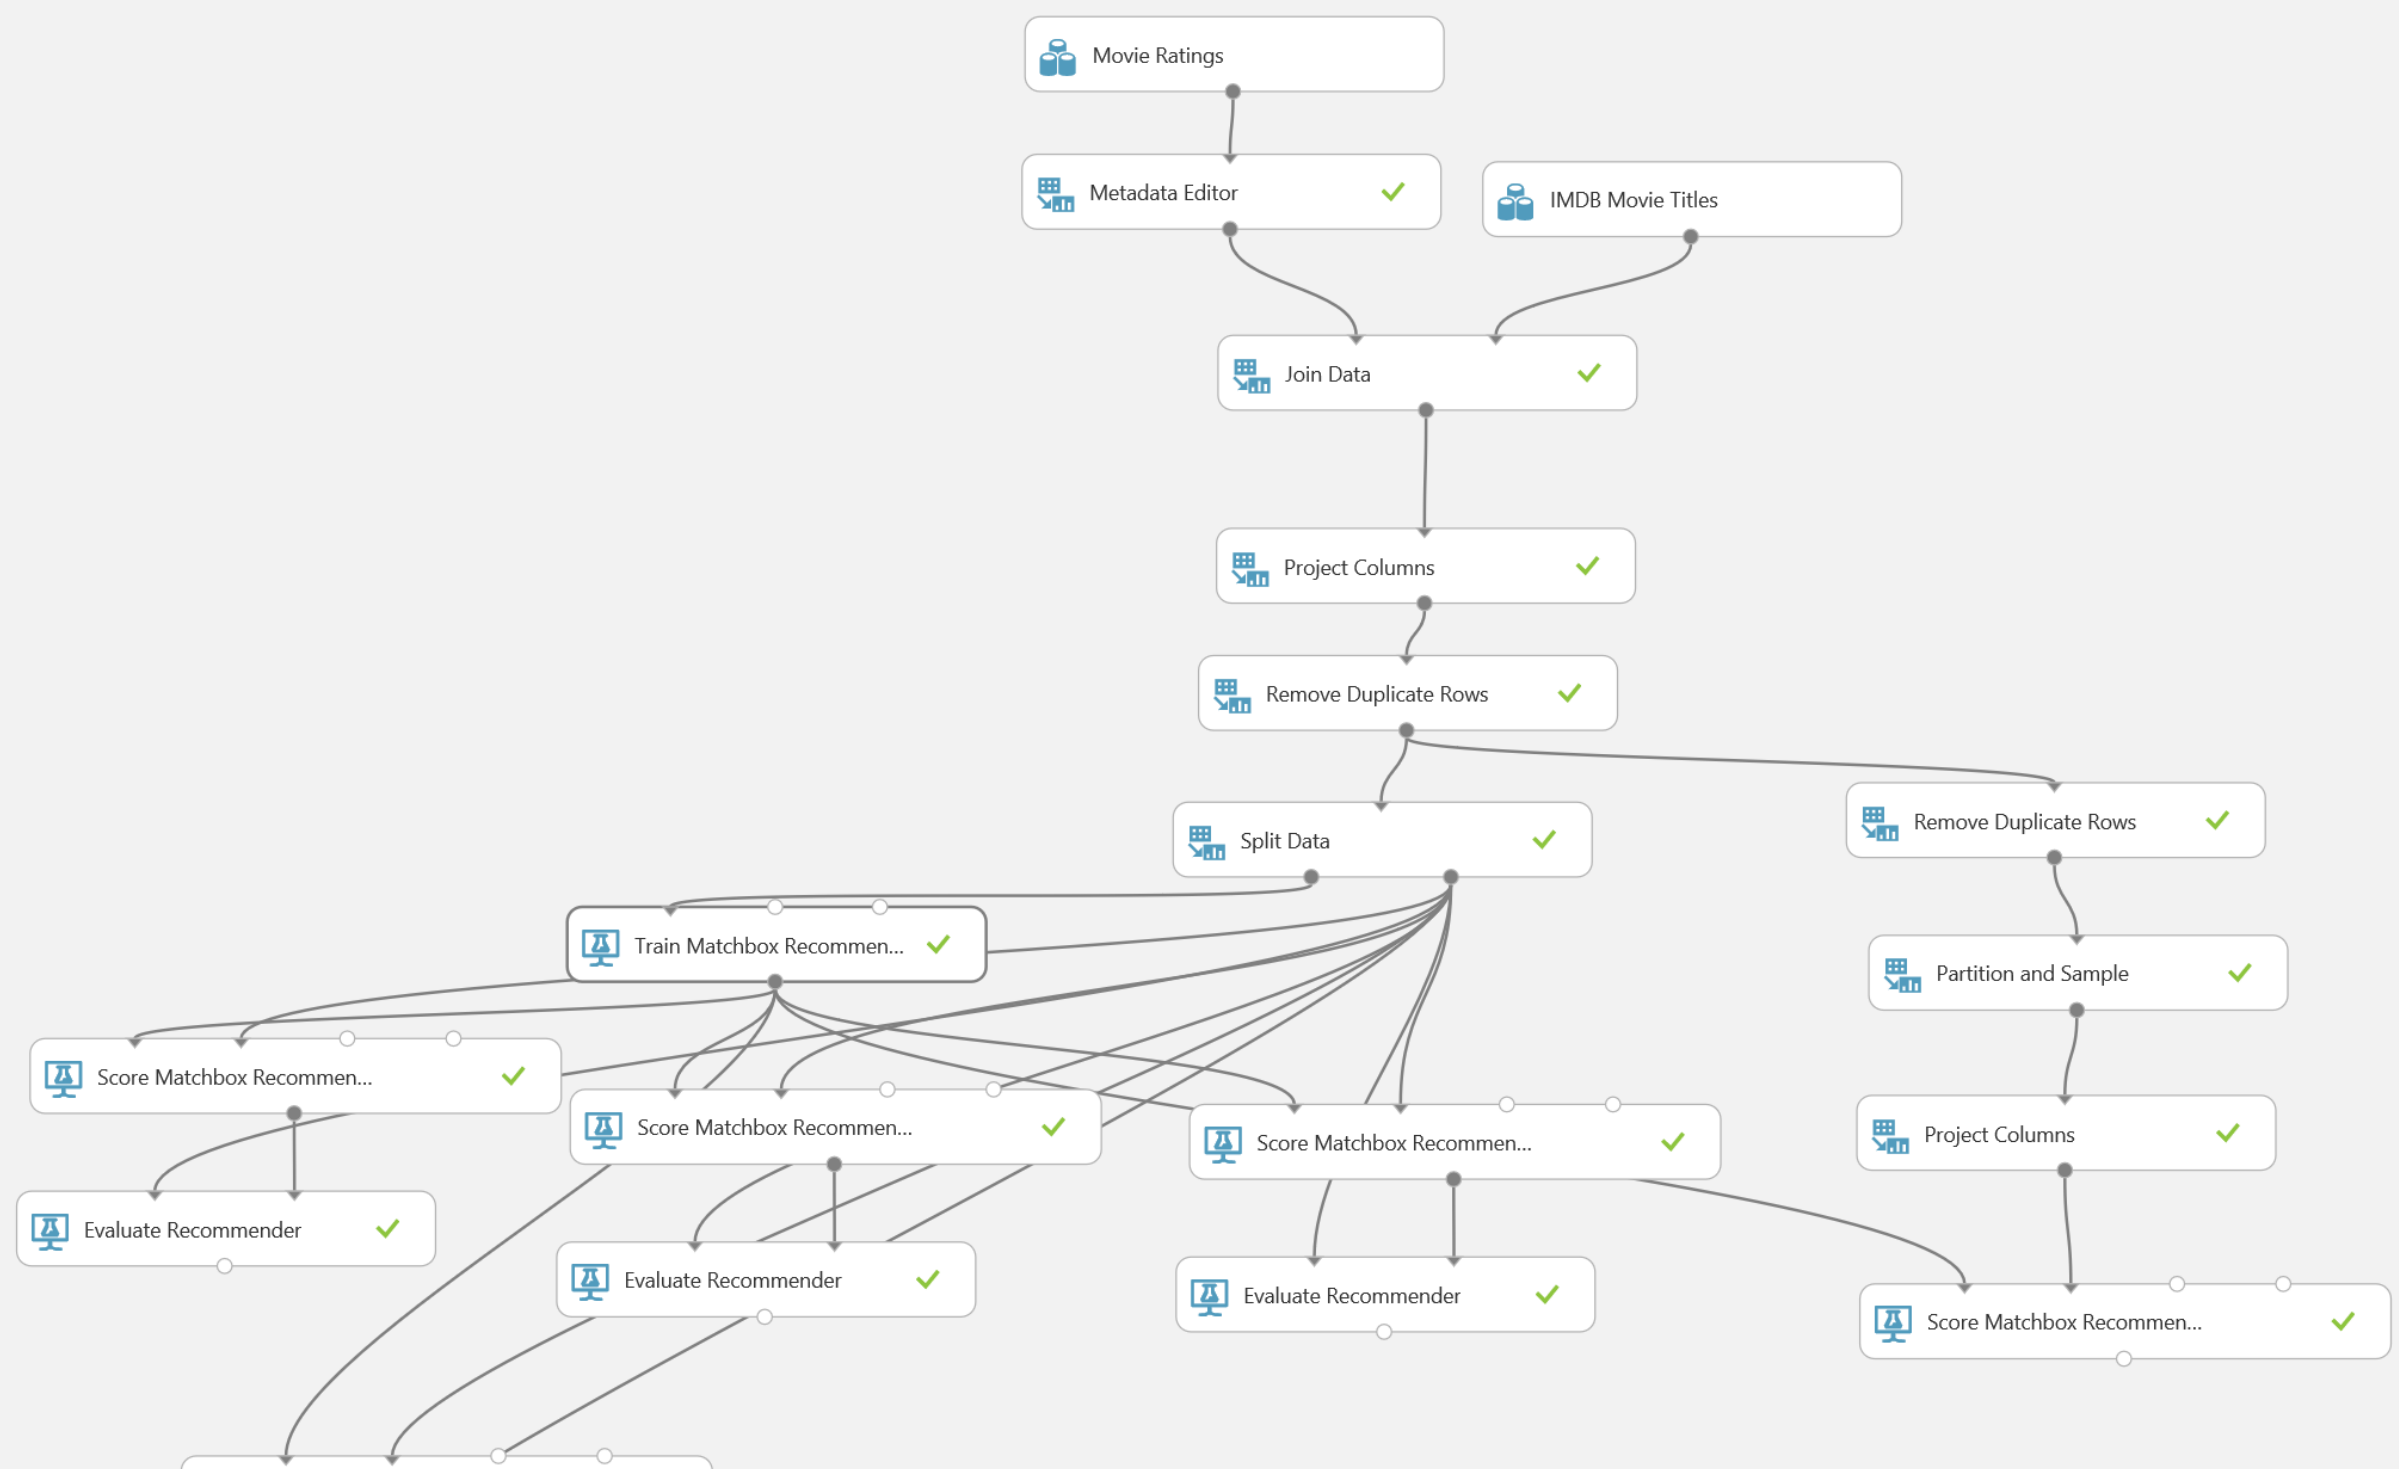 Movie Ratings
Metadata Editor
IMDB Movie Titles
Join Data
Project Columns
Remove Duplicate Rows
Split Data
Remove Duplicate Rows
Train Matchbox Recommen...
Partition and Sample
Score Matchbox Recommen...
Score Matchbox Recommen...
Score Matchbox Recommen...
Project Columns
Evaluate Recommender
Evaluate Recommender
Evaluate Recommender
Score Matchbox Recommen...